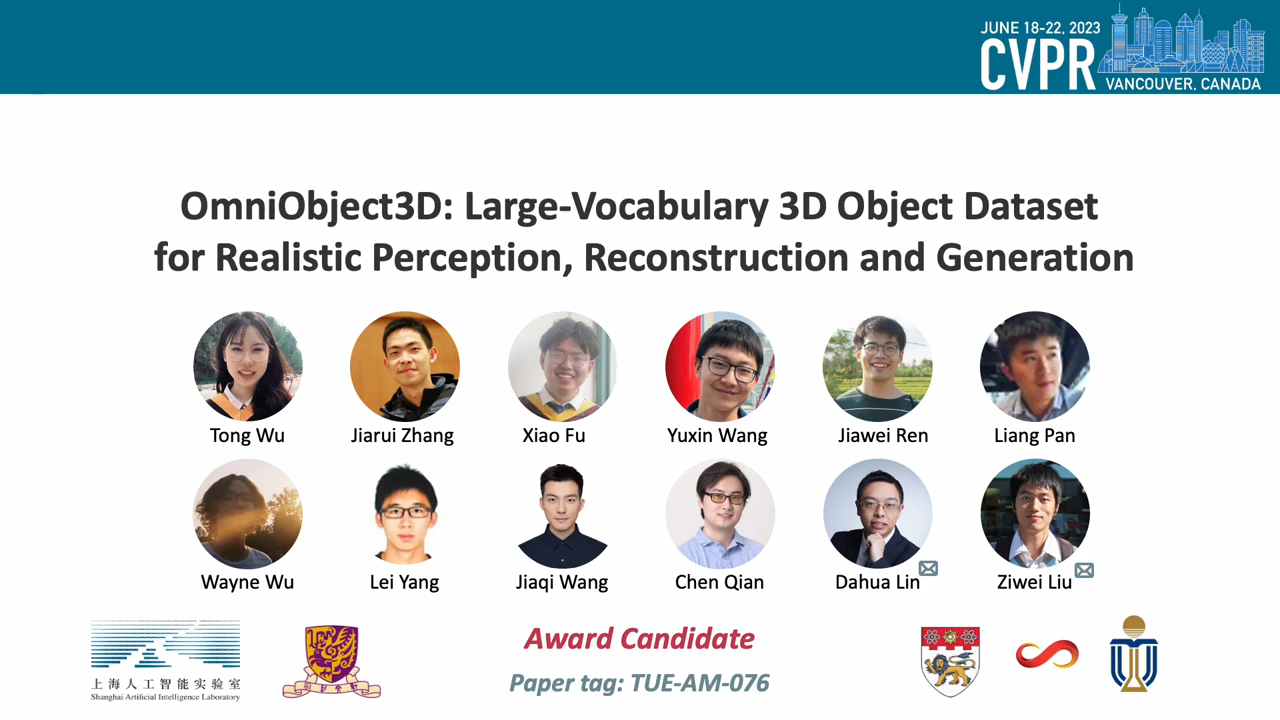 JUNE 18-22, 2023
CVPR
VANCOUVER, CANADA
OmniObject3D: Large-Vocabulary 3D Object Dataset
for Realistic Perception, Reconstruction and Generation
Tong Wu Jiarui Zhang Xiao Fu Yuxin Wang Jiawei Ren Liang Pan
Wayne Wu Lei Yang Jiaqi Wang Chen Qian Dahua Lin Ziwei Liu
Award Candidate
Paper tag: TUE-AM-076
上海人工智能实验室
Shanghai Artificial Intelligence Laboratory